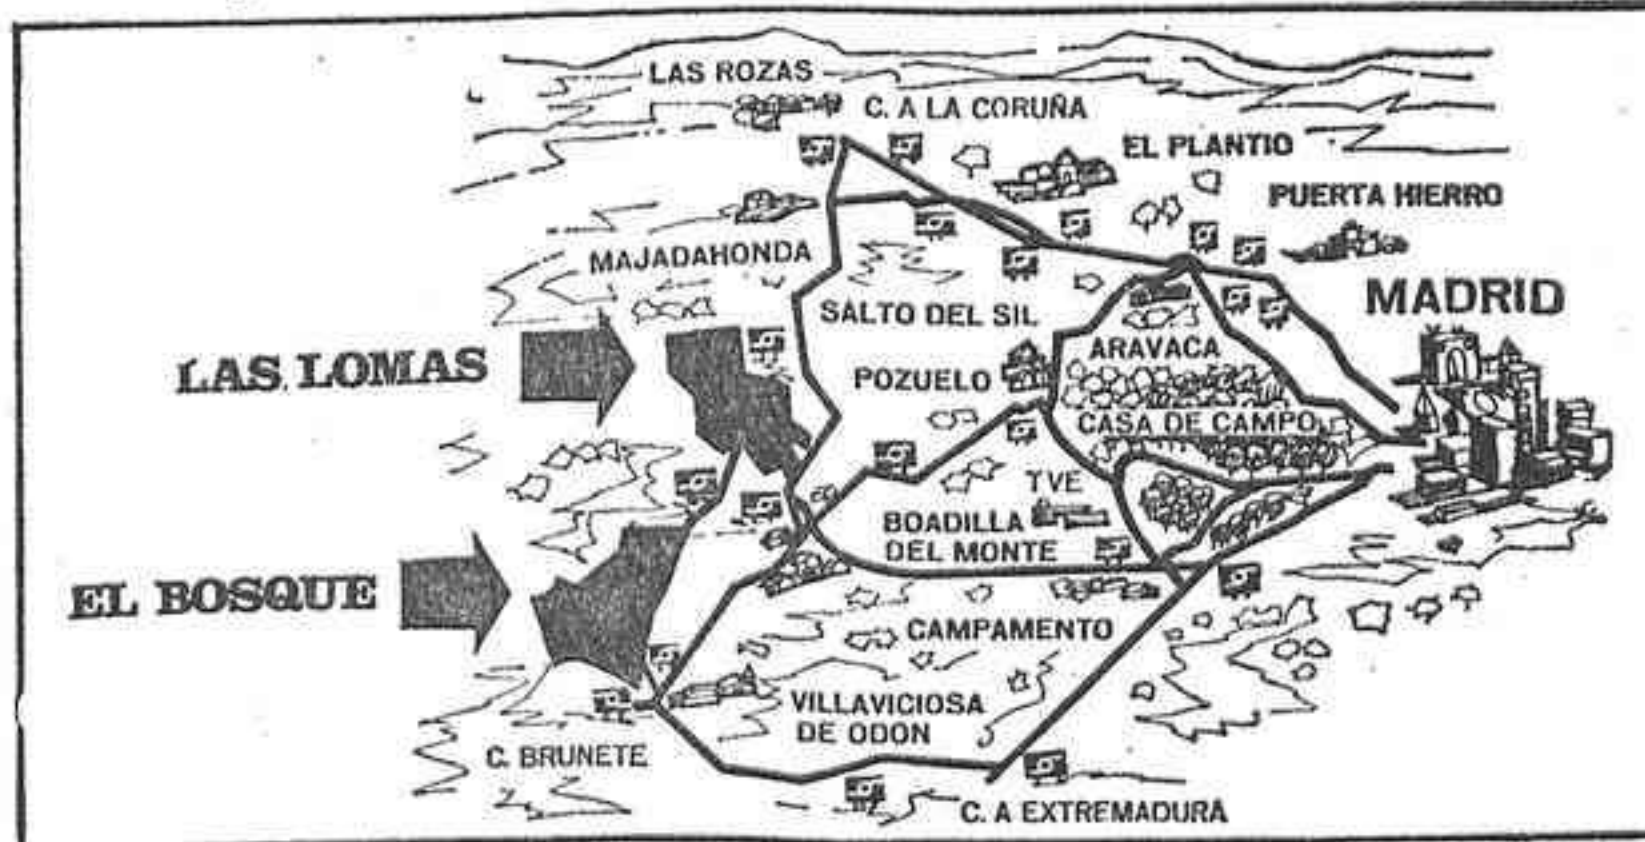 LAS ROZAS
C. A LA CORUÑA
EL PLANTIO
PUERTA HIERRO
MAJADAHONDA
MADRID
SALTO DEL SIL
LAS LOMAS
ARAVACA
POZUELO
CASA DE CAMPO
TVE
BOADILLA
DEL MONTE
EL BOSQUE
CAMPAMENTO
VILLAVICIOSA
DE ODON
C. BRUNETE
C. A EXTREMADURA